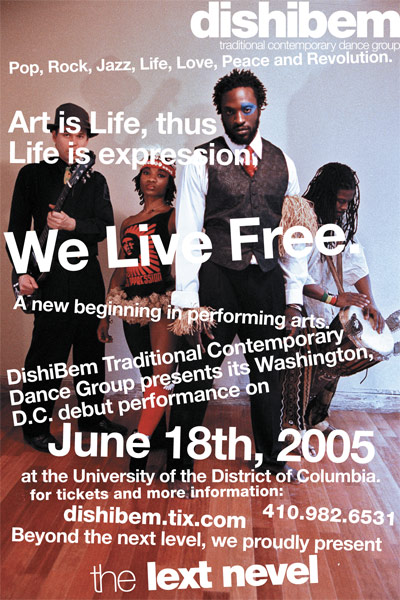 dishibem
traditional contemporary dance group
Pop, Rock, Jazz, Life, Love, Peace and Revolution.
Art is Life, thus
Life is expression.
We Live Free.
A new beginning in performing arts.
DishiBem Traditional Contemporary
Dance Group presents its Washington,
D.C. debut performance on
June 18th, 2005
at the University of the District of Columbia.
for tickets and more information:
dishibem.tix.com 410.982.6531
Beyond the next level, we proudly present
the lext nevel